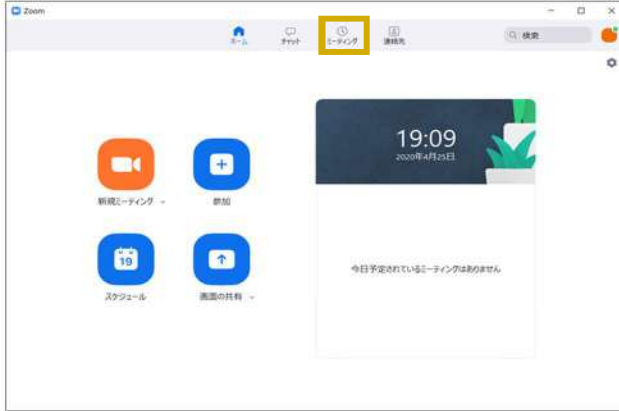 Zoom
ホーム
チャット
ミーティング
連絡先
検索
19:09
2020年4月25日
新規ミーティング
参加
19
スケジュール
画面の共有
今日予定されているミーティングはありません